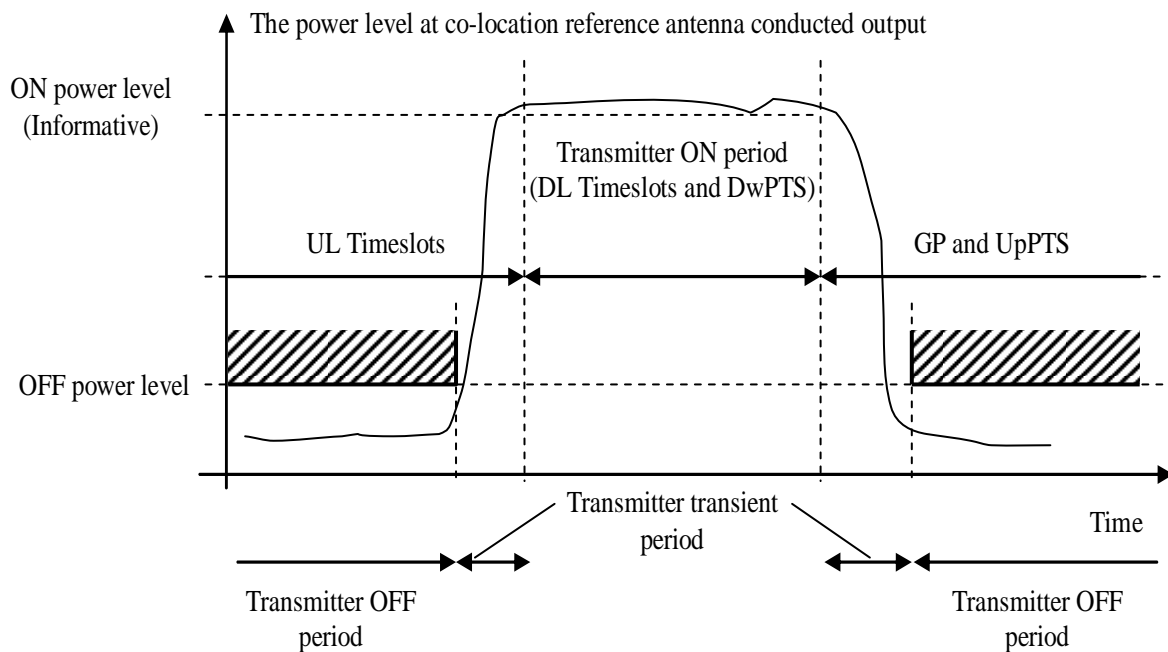 The power level at co-location reference antenna conducted output
ON power level
(Informative)
Transmitter ON period
(DL Timeslots and DwPTS)
UL Timeslots
GP and UpPTS
OFF power level
Transmitter transient
period
Time
Transmitter OFF
period
Transmitter OFF
period